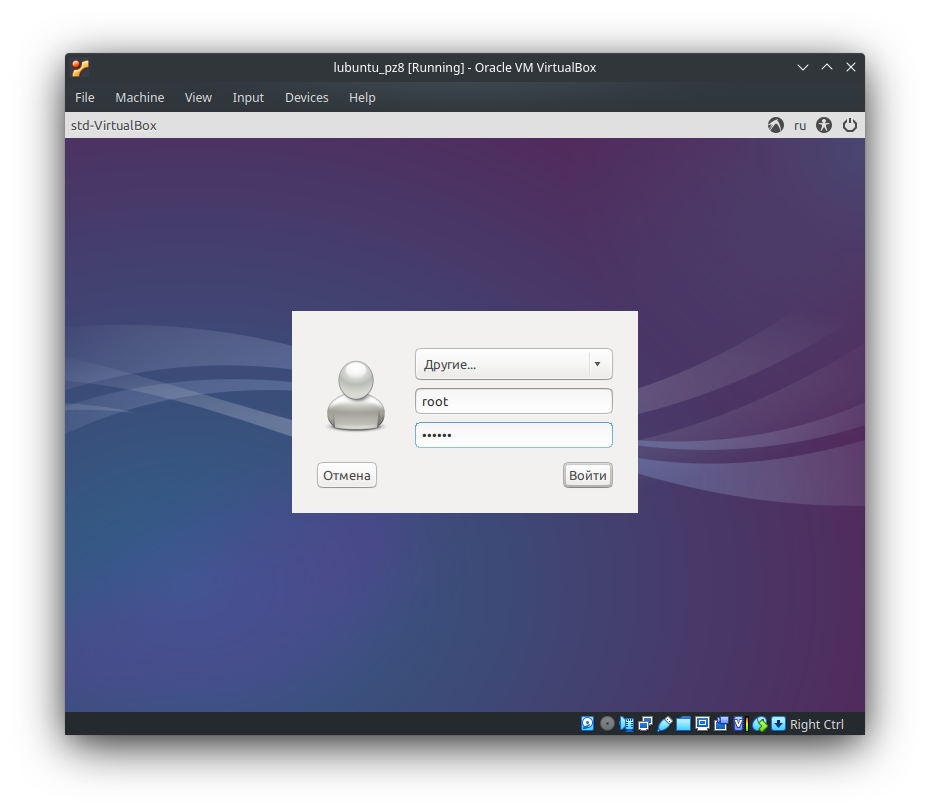 lubuntu_pz8 [Running] - Oracle VM VirtualBox
File Machine View Input Devices Help
std-VirtualBox ru
Другие...
root
••••••
Отмена Войти
Right Ctrl